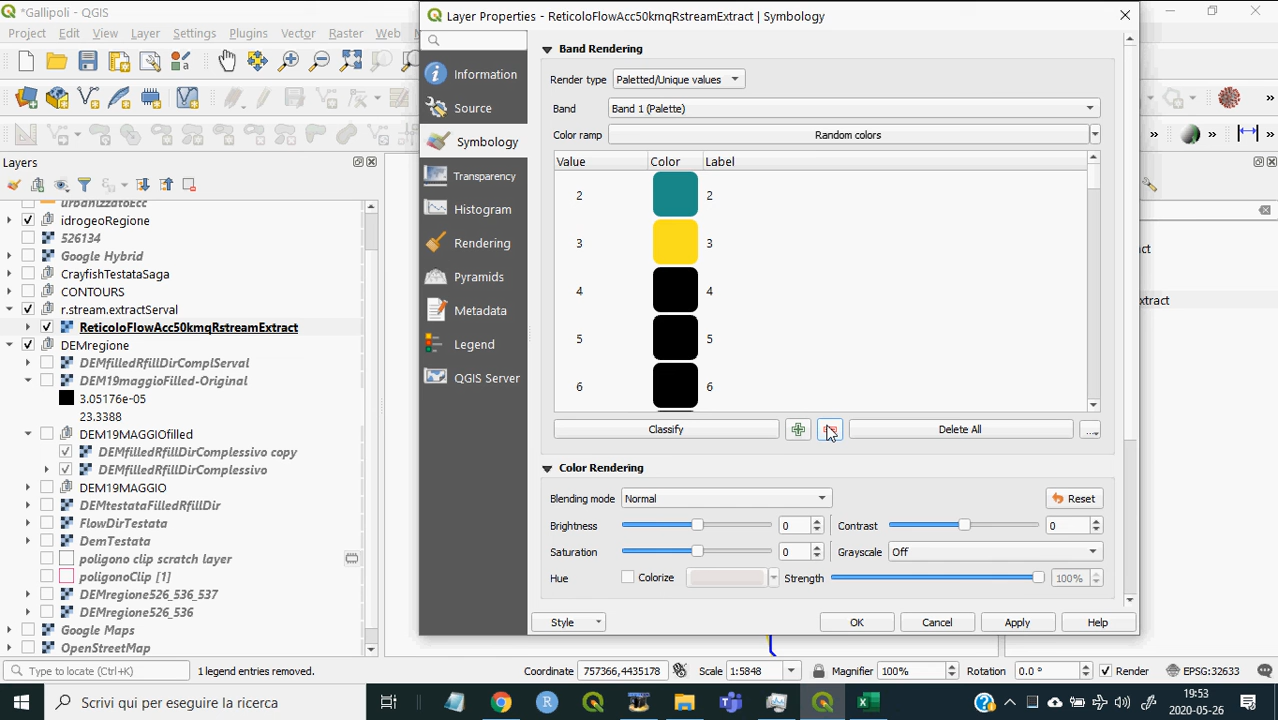 *Gallipoli - QGIS
Project Edit View Layer Settings Plugins Vector Raster Web
Layers
urbanizzatoEcc
idrogeoRegione
526134
Google Hybrid
CrayfishTestataSaga
CONTOURS
r.stream.extractServal
ReticoloFlowAcc50kmqRstreamExtract
DEMregione
DEMfilledRfillDirComplServal
DEM19maggioFilled-Original
3.05176e-05
23.3388
DEM19MAGGIOfilled
DEMfilledRfillDirComplessivo copy
DEMfilledRfillDirComplessivo
DEM19MAGGIO
DEMtestataFilledRfillDir
FlowDirTestata
DemTestata
poligono clip scratch layer
poligonoClip [1]
DEMregione526_536_537
DEMregione526_536
Google Maps
OpenStreetMap
Layer Properties - ReticoloFlowAcc50kmqRstreamExtract | Symbology
Information
Source
Symbology
Transparency
Histogram
Rendering
Pyramids
Metadata
Legend
QGIS Server
Band Rendering
Render type Paletted/Unique values
Band Band 1 (Palette)
Color ramp Random colors
Value Color Label
2 2
3 3
4 4
5 5
6 6
Classify Delete All ...
Color Rendering
Blending mode Normal Reset
Brightness 0 Contrast 0
Saturation 0 Grayscale Off
Hue Colorize Strength 100%
Style OK Cancel Apply Help
Type to locate (Ctrl+K) 1 legend entries removed. Coordinate 757366,4435178 Scale 1:5848 Magnifier 100% Rotation 0.0 ° Render EPSG:32633
Scrivi qui per eseguire la ricerca
19:53
2020-05-26